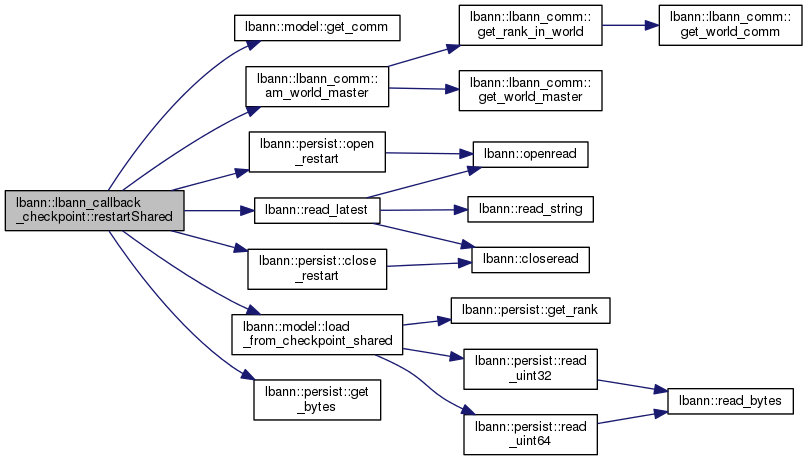 lbann::lbann_callback
_checkpoint::restartShared
lbann::model::get_comm
lbann::lbann_comm::
am_world_master
lbann::persist::open
_restart
lbann::read_latest
lbann::persist::close
_restart
lbann::model::load
_from_checkpoint_shared
lbann::persist::get
_bytes
lbann::lbann_comm::
get_rank_in_world
lbann::lbann_comm::
get_world_master
lbann::openread
lbann::read_string
lbann::closeread
lbann::persist::get_rank
lbann::persist::read
_uint32
lbann::persist::read
_uint64
lbann::lbann_comm::
get_world_comm
lbann::read_bytes